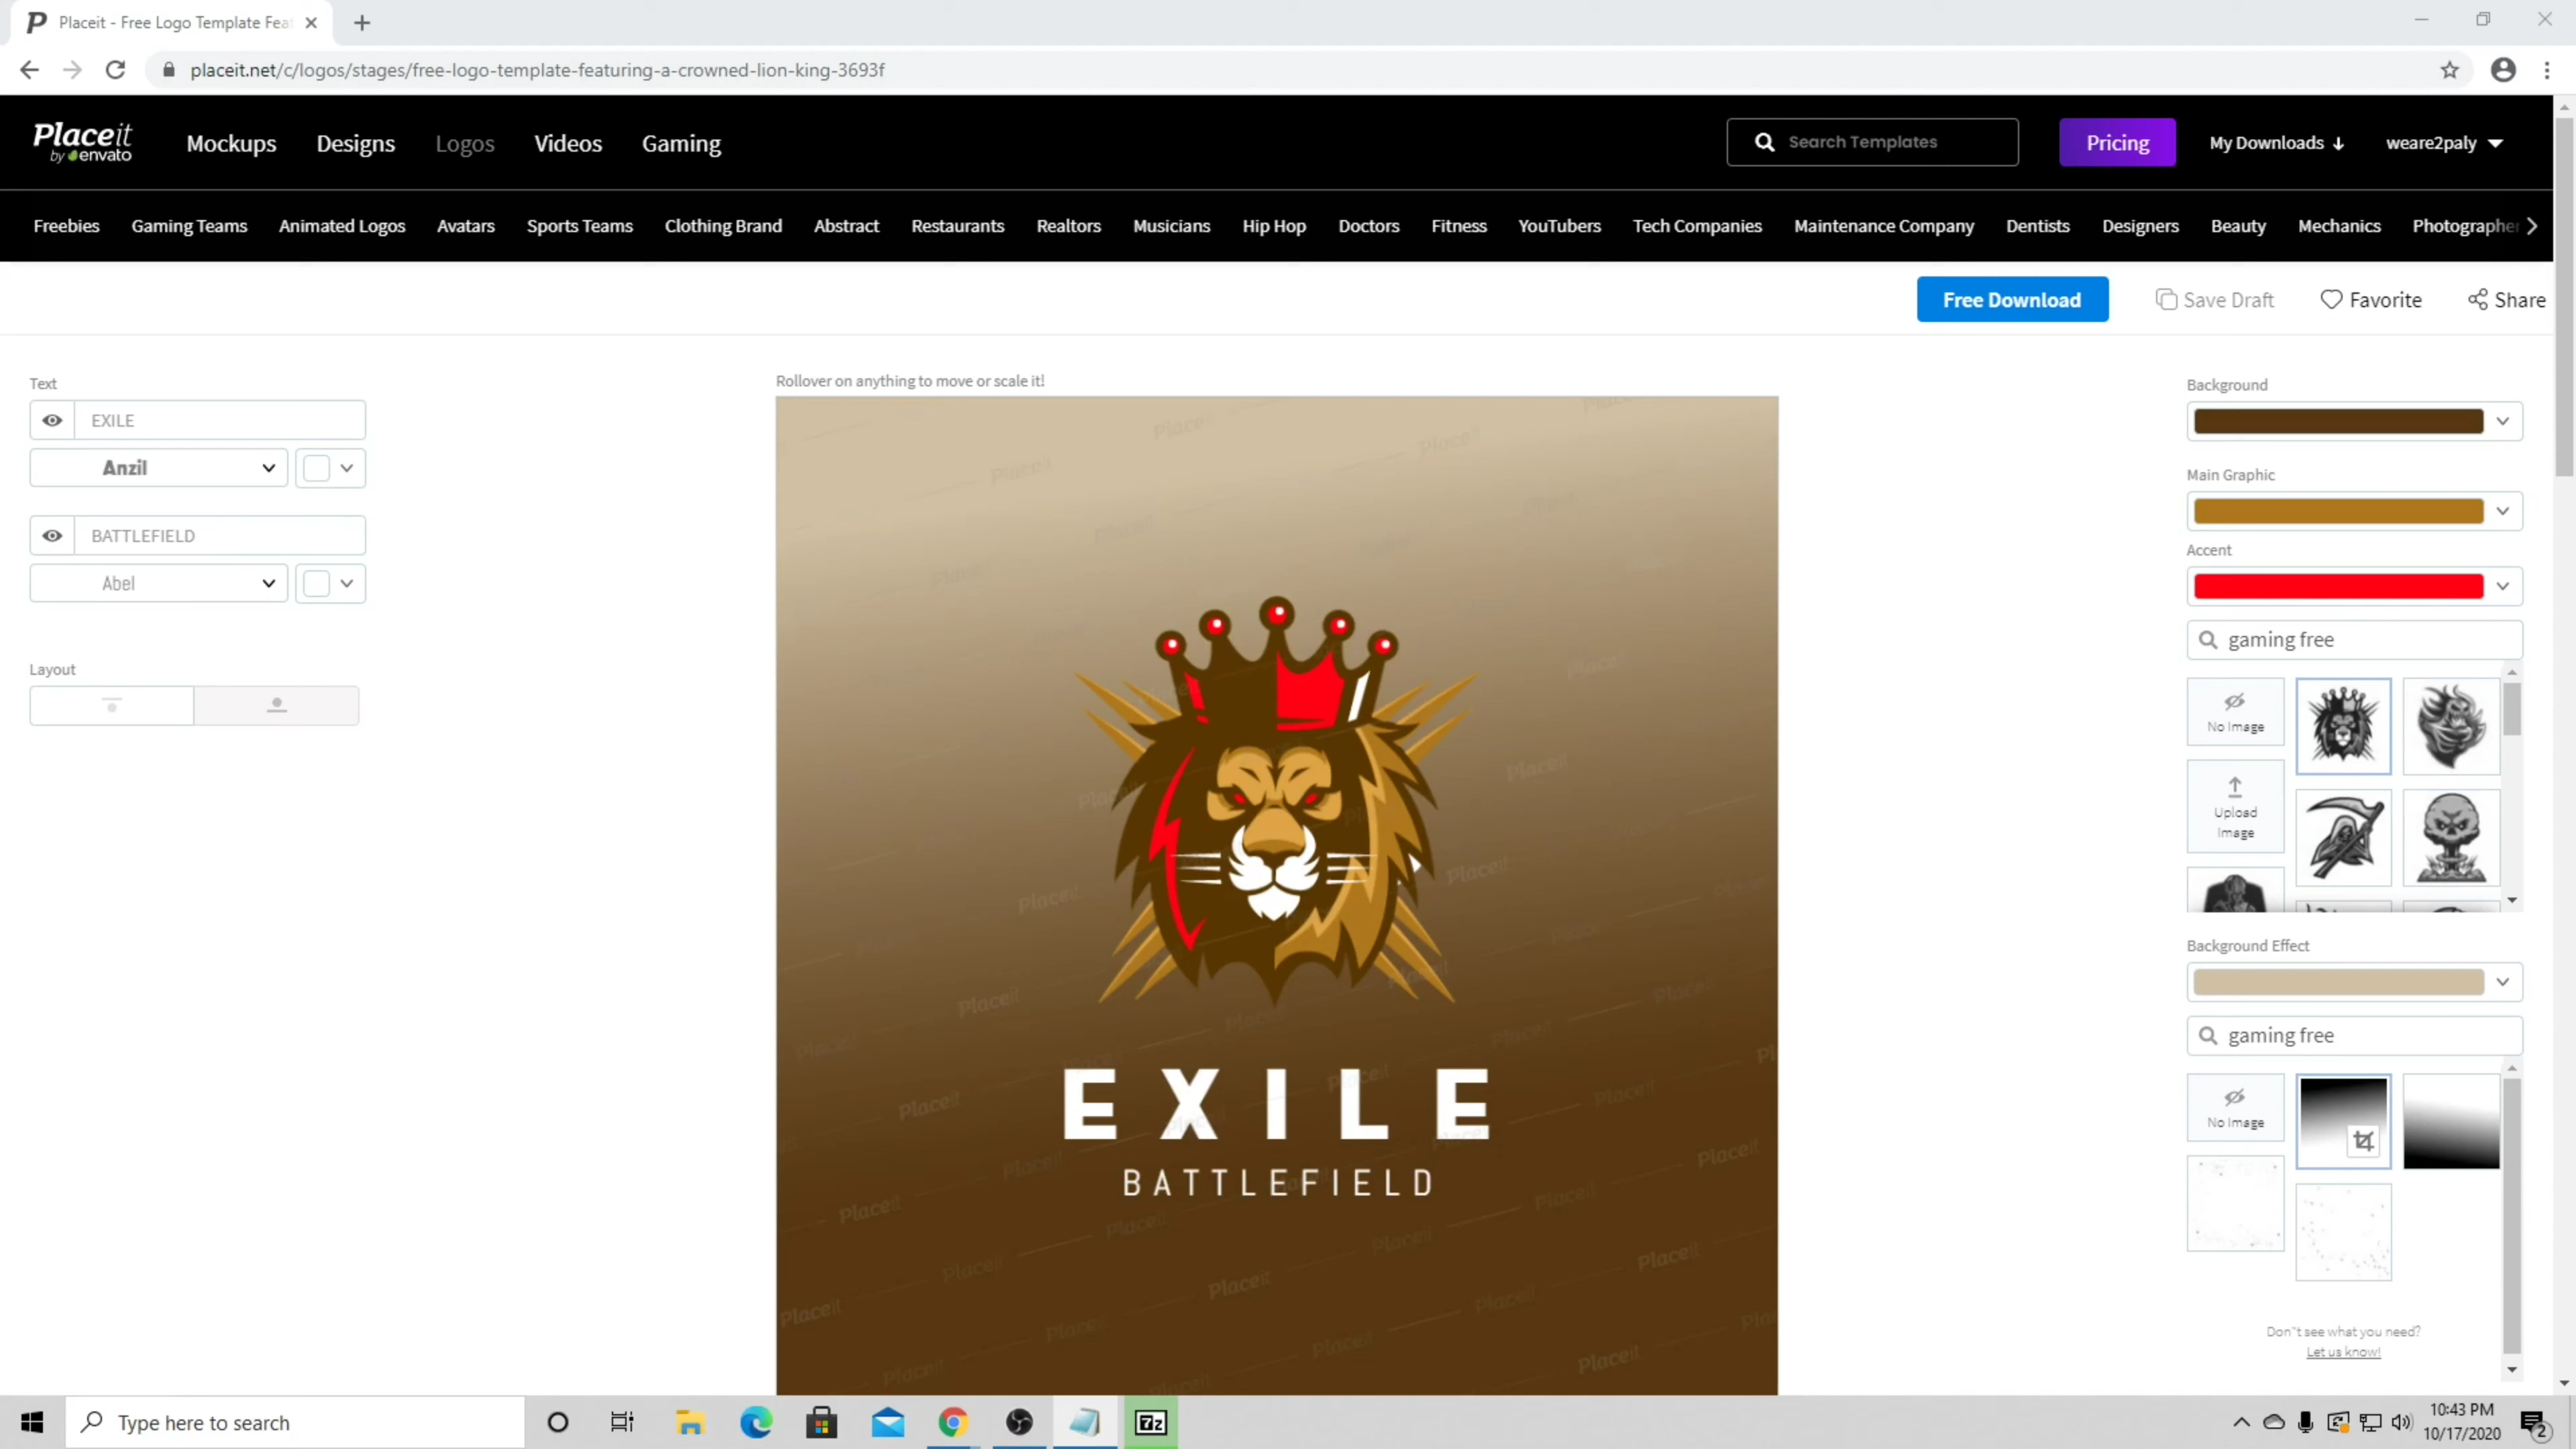 Placeit - Free Logo Template Fea
placeit.net/c/logos/stages/free-logo-template-featuring-a-crowned-lion-king-3693f
Placeit by envato
Mockups Designs Logos Videos Gaming
Search Templates
Pricing My Downloads weare2paly
Freebies Gaming Teams Animated Logos Avatars Sports Teams Clothing Brand Abstract Restaurants Realtors Musicians Hip Hop Doctors Fitness YouTubers Tech Companies Maintenance Company Dentists Designers Beauty Mechanics Photographer
Free Download Save Draft Favorite Share
Text
EXILE
Anzil
BATTLEFIELD
Abel
Layout
Rollover on anything to move or scale it!
EXILE
BATTLEFIELD
Background
Main Graphic
Accent
gaming free
No Image
Upload
Image
Background Effect
gaming free
No Image
Don"t see what you need?
Let us know!
Type here to search
7z
10:43 PM
10/17/2020
2